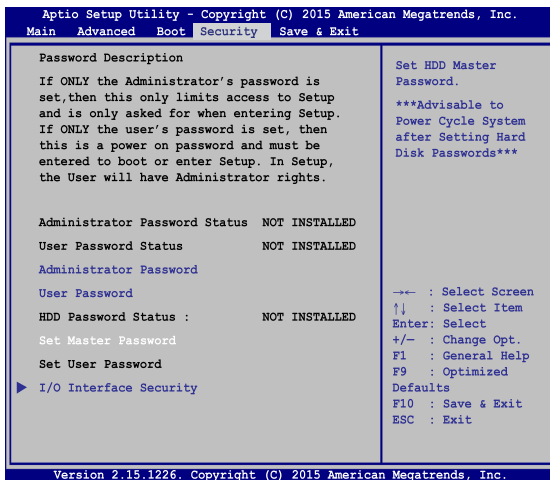 Aptio Setup Utility - Copyright (C) 2015 American Megatrends, Inc.
Main Advanced Boot Security Save & Exit
Password Description
If ONLY the Administrator's password is
set,then this only limits access to Setup
and is only asked for when entering Setup.
If ONLY the user's password is set, then
this is a power on password and must be
entered to boot or enter Setup. In Setup,
the User will have Administrator rights.
Administrator Password Status NOT INSTALLED
User Password Status NOT INSTALLED
Administrator Password
User Password
HDD Password Status : NOT INSTALLED
Set Master Password
Set User Password
I/O Interface Security
Set HDD Master
Password.
***Advisable to
Power Cycle System
after Setting Hard
Disk Passwords***
→← : Select Screen
↑↓ : Select Item
Enter: Select
+/— : Change Opt.
F1 : General Help
F9 : Optimized
Defaults
F10 : Save & Exit
ESC : Exit
Version 2.15.1226. Copyright (C) 2015 American Megatrends, Inc.